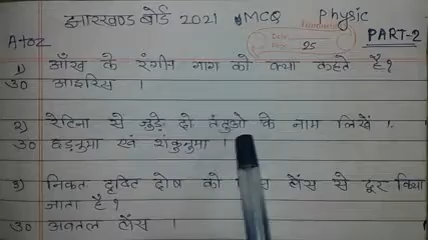 झारखण्ड बोर्ड 2021 MCQ Physic
A to z PART-2
Date
Page 25
1) आँख के रंगीन भाग को क्या कहते है?
उ० आइरिस ।
2) रेटिना से जुड़े दो तंतुओ के नाम लिखें ।
उ० छड़नुमा एवं शंकुनुमा ।
3) निकट दृष्टि दोष को लेंस से दूर किया
जाता है?
उ० अवतल लेंस ।